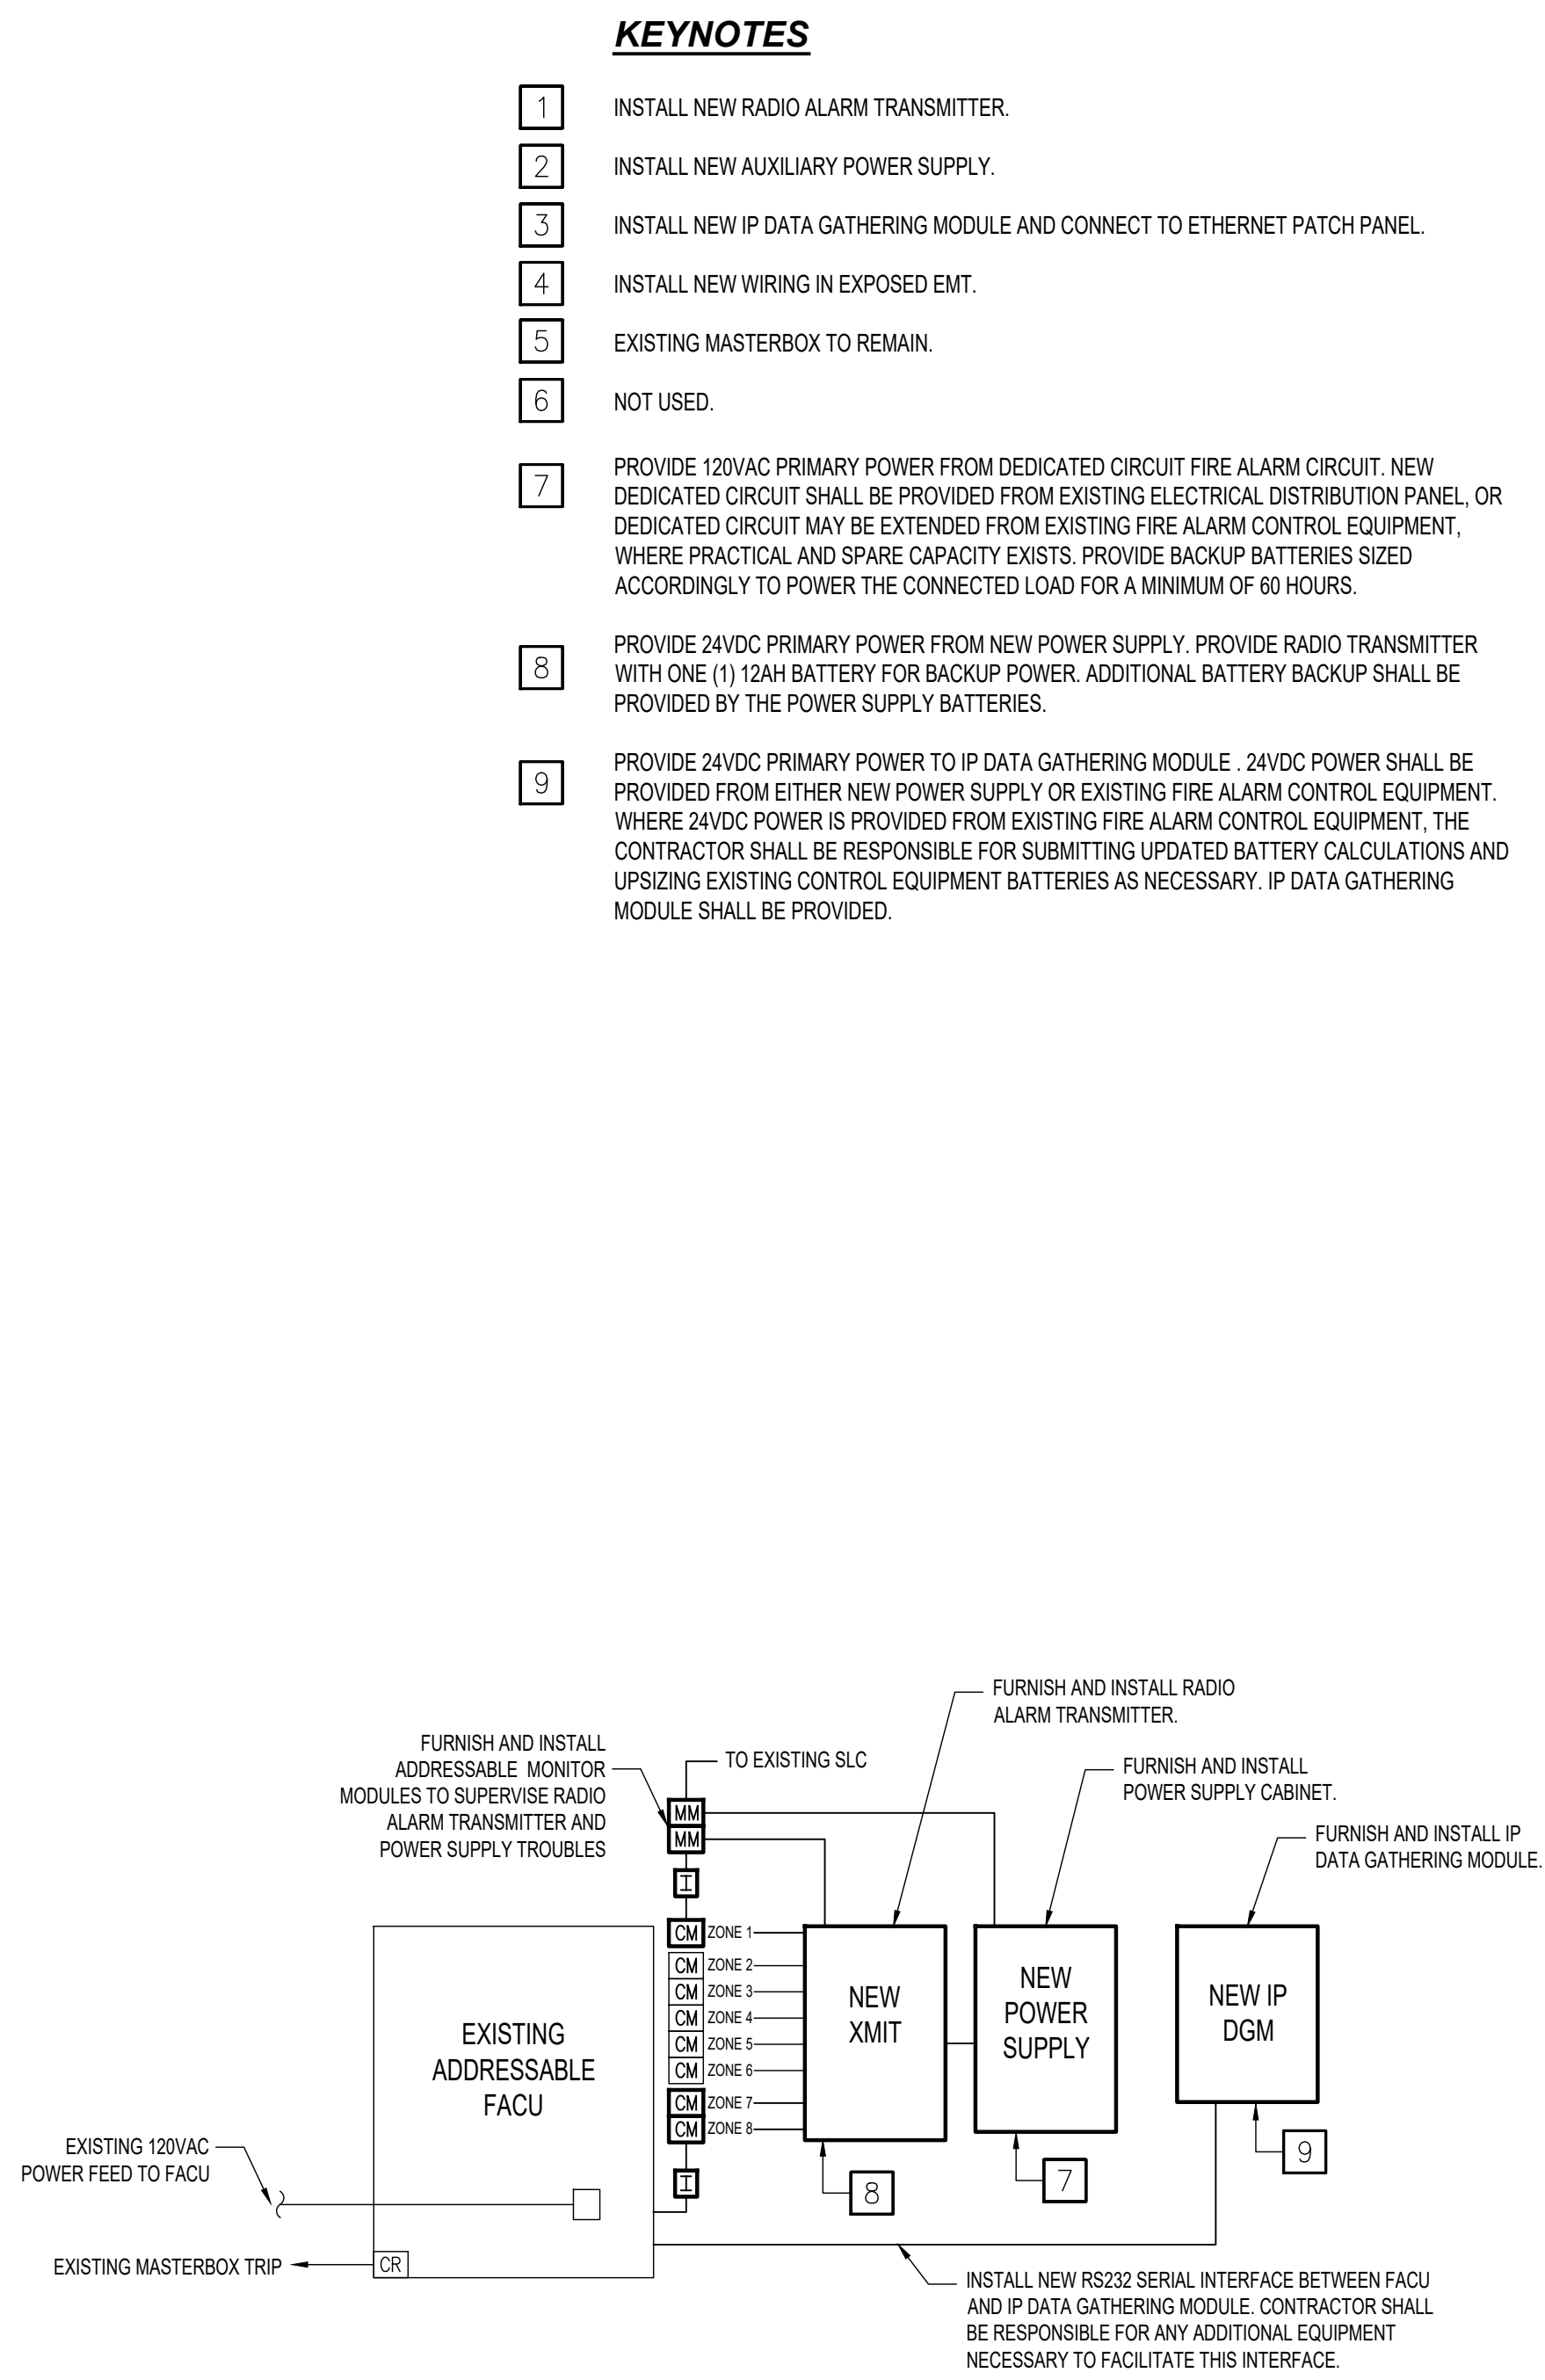 KEYNOTES
1 INSTALL NEW RADIO ALARM TRANSMITTER.
2 INSTALL NEW AUXILIARY POWER SUPPLY.
3 INSTALL NEW IP DATA GATHERING MODULE AND CONNECT TO ETHERNET PATCH PANEL.
4 INSTALL NEW WIRING IN EXPOSED EMT.
5 EXISTING MASTERBOX TO REMAIN.
6 NOT USED.
7 PROVIDE 120VAC PRIMARY POWER FROM DEDICATED CIRCUIT FIRE ALARM CIRCUIT. NEW
DEDICATED CIRCUIT SHALL BE PROVIDED FROM EXISTING ELECTRICAL DISTRIBUTION PANEL, OR
DEDICATED CIRCUIT MAY BE EXTENDED FROM EXISTING FIRE ALARM CONTROL EQUIPMENT,
WHERE PRACTICAL AND SPARE CAPACITY EXISTS. PROVIDE BACKUP BATTERIES SIZED
ACCORDINGLY TO POWER THE CONNECTED LOAD FOR A MINIMUM OF 60 HOURS.
8 PROVIDE 24VDC PRIMARY POWER FROM NEW POWER SUPPLY. PROVIDE RADIO TRANSMITTER
WITH ONE (1) 12AH BATTERY FOR BACKUP POWER. ADDITIONAL BATTERY BACKUP SHALL BE
PROVIDED BY THE POWER SUPPLY BATTERIES.
9 PROVIDE 24VDC PRIMARY POWER TO IP DATA GATHERING MODULE . 24VDC POWER SHALL BE
PROVIDED FROM EITHER NEW POWER SUPPLY OR EXISTING FIRE ALARM CONTROL EQUIPMENT.
WHERE 24VDC POWER IS PROVIDED FROM EXISTING FIRE ALARM CONTROL EQUIPMENT, THE
CONTRACTOR SHALL BE RESPONSIBLE FOR SUBMITTING UPDATED BATTERY CALCULATIONS AND
UPSIZING EXISTING CONTROL EQUIPMENT BATTERIES AS NECESSARY. IP DATA GATHERING
MODULE SHALL BE PROVIDED.
FURNISH AND INSTALL RADIO
ALARM TRANSMITTER.
FURNISH AND INSTALL
ADDRESSABLE MONITOR
MODULES TO SUPERVISE RADIO
ALARM TRANSMITTER AND
POWER SUPPLY TROUBLES
TO EXISTING SLC
FURNISH AND INSTALL
POWER SUPPLY CABINET.
FURNISH AND INSTALL IP
DATA GATHERING MODULE.
MM
MM
I
CM ZONE 1
CM ZONE 2
CM ZONE 3
CM ZONE 4
CM ZONE 5
CM ZONE 6
CM ZONE 7
CM ZONE 8
I
EXISTING
ADDRESSABLE
FACU
NEW
XMIT
NEW
POWER
SUPPLY
NEW IP
DGM
8
7
9
EXISTING 120VAC
POWER FEED TO FACU
EXISTING MASTERBOX TRIP
CR
INSTALL NEW RS232 SERIAL INTERFACE BETWEEN FACU
AND IP DATA GATHERING MODULE. CONTRACTOR SHALL
BE RESPONSIBLE FOR ANY ADDITIONAL EQUIPMENT
NECESSARY TO FACILITATE THIS INTERFACE.